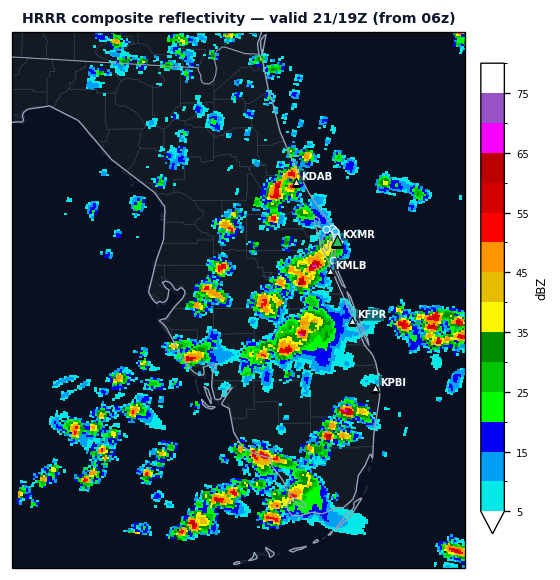 HRRR composite reflectivity — valid 21/19Z (from 06z)
75
65
KDAB
55
KXMR
45
KMLB
dBZ
KFPR
35
KPBI
25
15
5